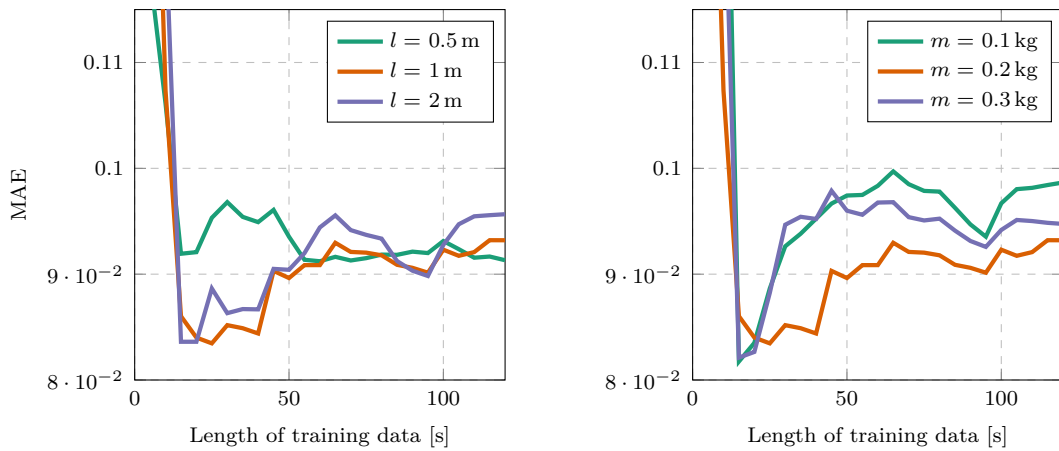 MAE
0.11
0.1
9 · 10⁻²
8 · 10⁻²
0
50
100
Length of training data [s]
l = 0.5 m
l = 1 m
l = 2 m
0.11
0.1
9 · 10⁻²
8 · 10⁻²
0
50
100
Length of training data [s]
m = 0.1 kg
m = 0.2 kg
m = 0.3 kg